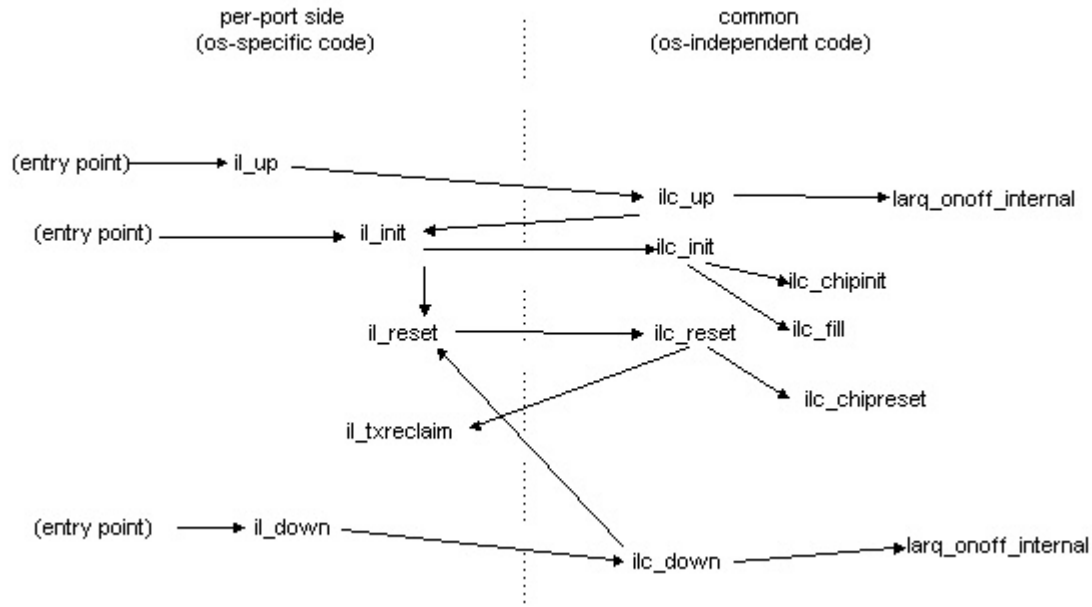 per-port side
(os-specific code)
common
(os-independent code)
(entry point)
il_up
ilc_up
larq_onoff_internal
(entry point)
il_init
ilc_init
ilc_chipinit
ilc_fill
il_reset
ilc_reset
ilc_chipreset
il_txreclaim
(entry point)
il_down
ilc_down
larq_onoff_internal